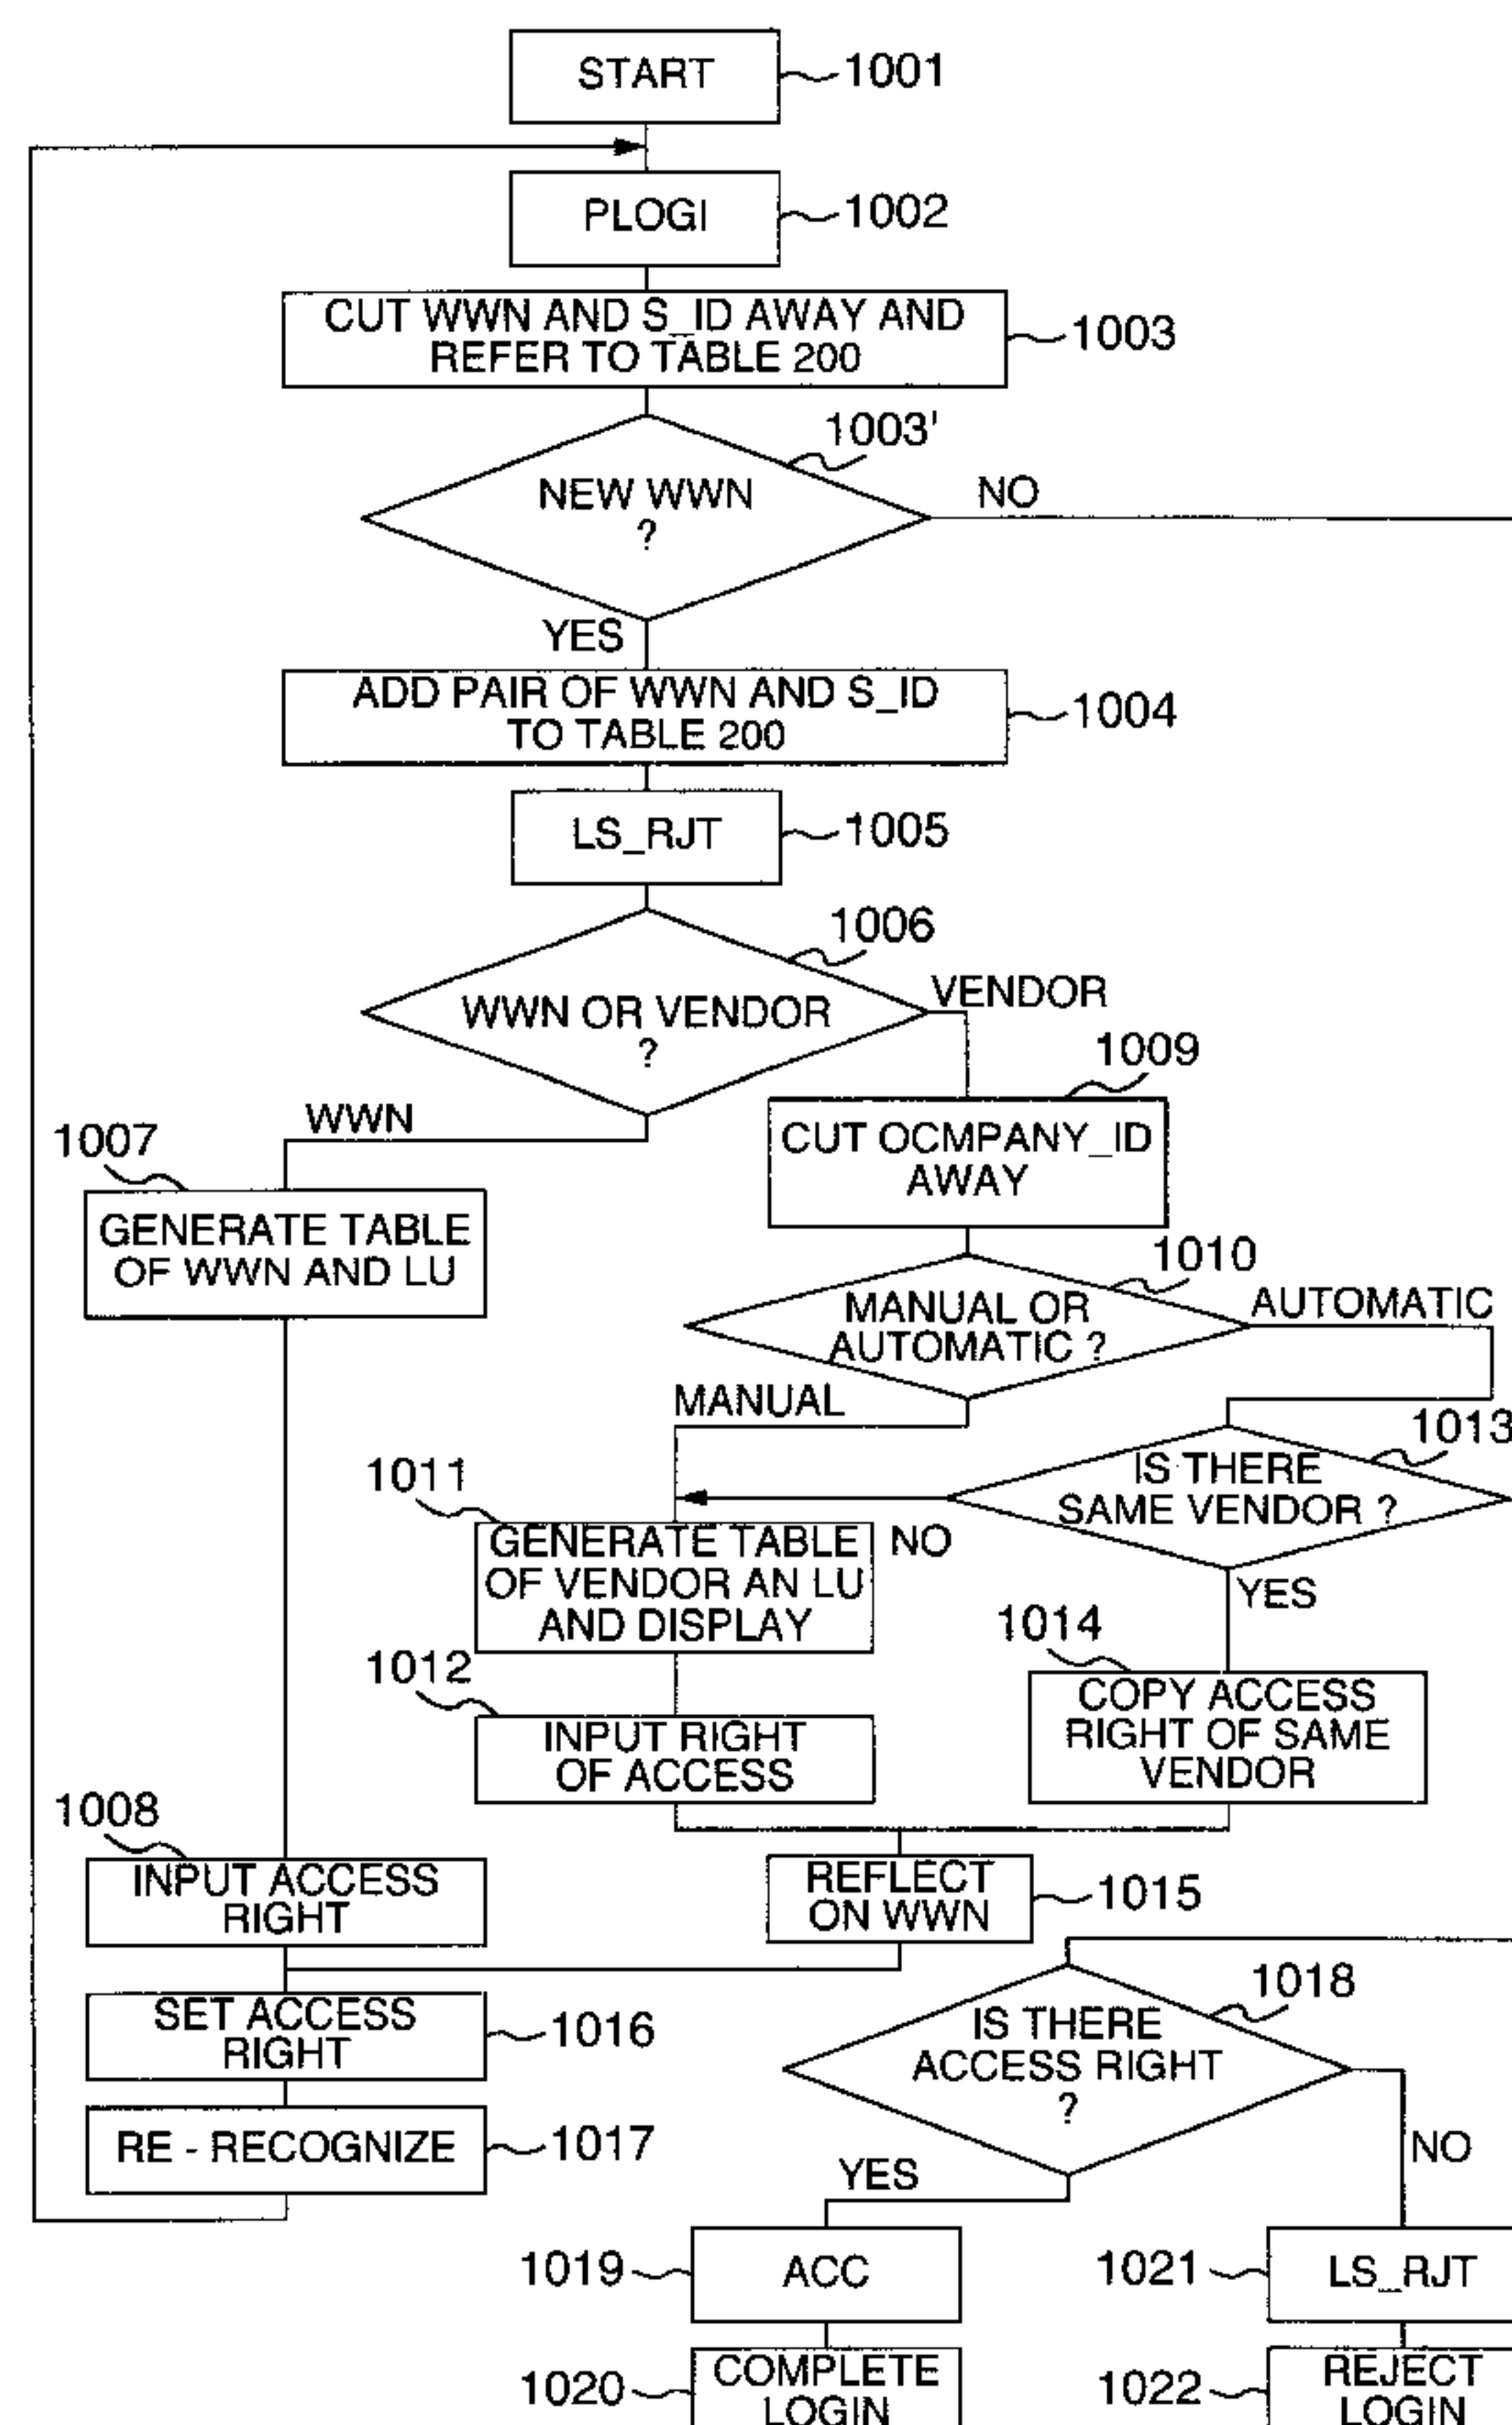 START
1001
PLOGI
1002
CUT WWN AND S_ID AWAY AND
REFER TO TABLE 200
1003
1003'
NEW WWN
?
NO
YES
ADD PAIR OF WWN AND S_ID
TO TABLE 200
1004
LS_RJT
1005
1006
WWN OR VENDOR
?
VENDOR
WWN
1009
CUT OCMPANY_ID
AWAY
1007
GENERATE TABLE
OF WWN AND LU
1010
MANUAL OR
AUTOMATIC ?
AUTOMATIC
MANUAL
1013
IS THERE
SAME VENDOR ?
1011
GENERATE TABLE
OF VENDOR AN LU
AND DISPLAY
NO
YES
1012
INPUT RIGHT
OF ACCESS
1014
COPY ACCESS
RIGHT OF SAME
VENDOR
1008
INPUT ACCESS
RIGHT
REFLECT
ON WWN
1015
SET ACCESS
RIGHT
1016
1018
IS THERE
ACCESS RIGHT
?
RE - RECOGNIZE
1017
YES
NO
1019
ACC
1021
LS_RJT
1020
COMPLETE
LOGIN
1022
REJECT
LOGIN